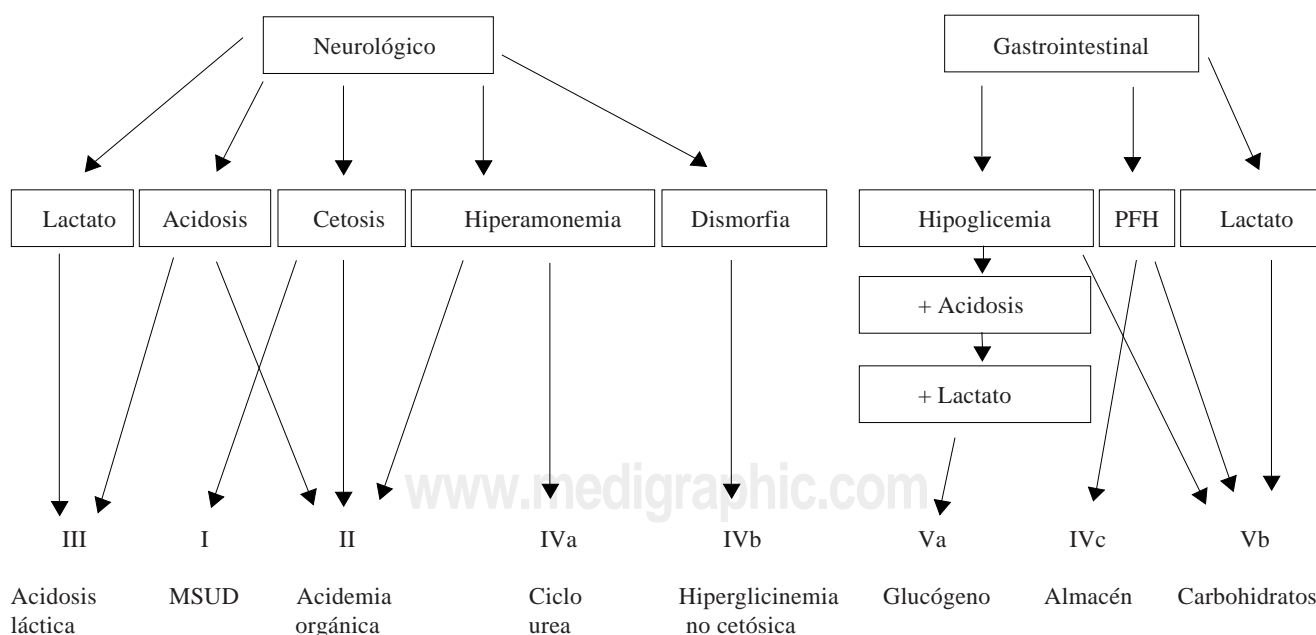 Neurológico
Gastrointestinal
Lactato
Acidosis
Cetosis
Hiperamonemia
Dismorfia
Hipoglicemia
PFH
Lactato
+ Acidosis
+ Lactato
www.medigraphic.com
III
I
II
IVa
IVb
Va
IVc
Vb
Acidosis
láctica
MSUD
Acidemia
orgánica
Ciclo
urea
Hiperglicinemia
no cetósica
Glucógeno
Almacén
Carbohidratos